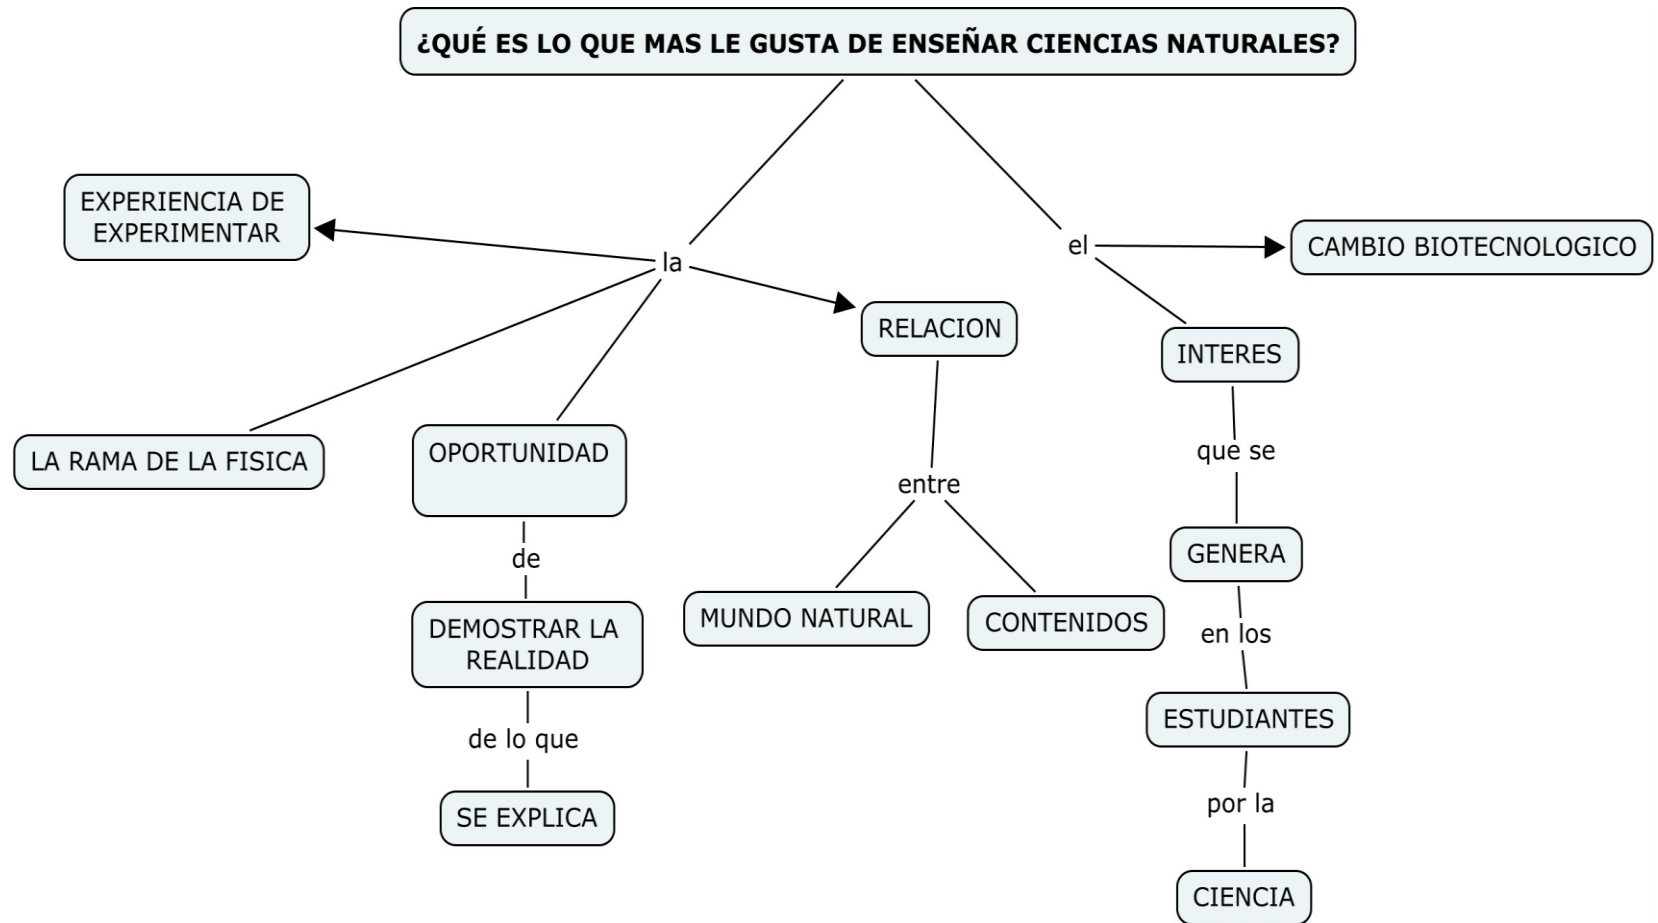 ¿QUÉ ES LO QUE MAS LE GUSTA DE ENSEÑAR CIENCIAS NATURALES?
EXPERIENCIA DE
EXPERIMENTAR
la
el
CAMBIO BIOTECNOLOGICO
RELACION
INTERES
LA RAMA DE LA FISICA
OPORTUNIDAD
que se
entre
de
GENERA
DEMOSTRAR LA
REALIDAD
MUNDO NATURAL
CONTENIDOS
en los
de lo que
ESTUDIANTES
SE EXPLICA
por la
CIENCIA